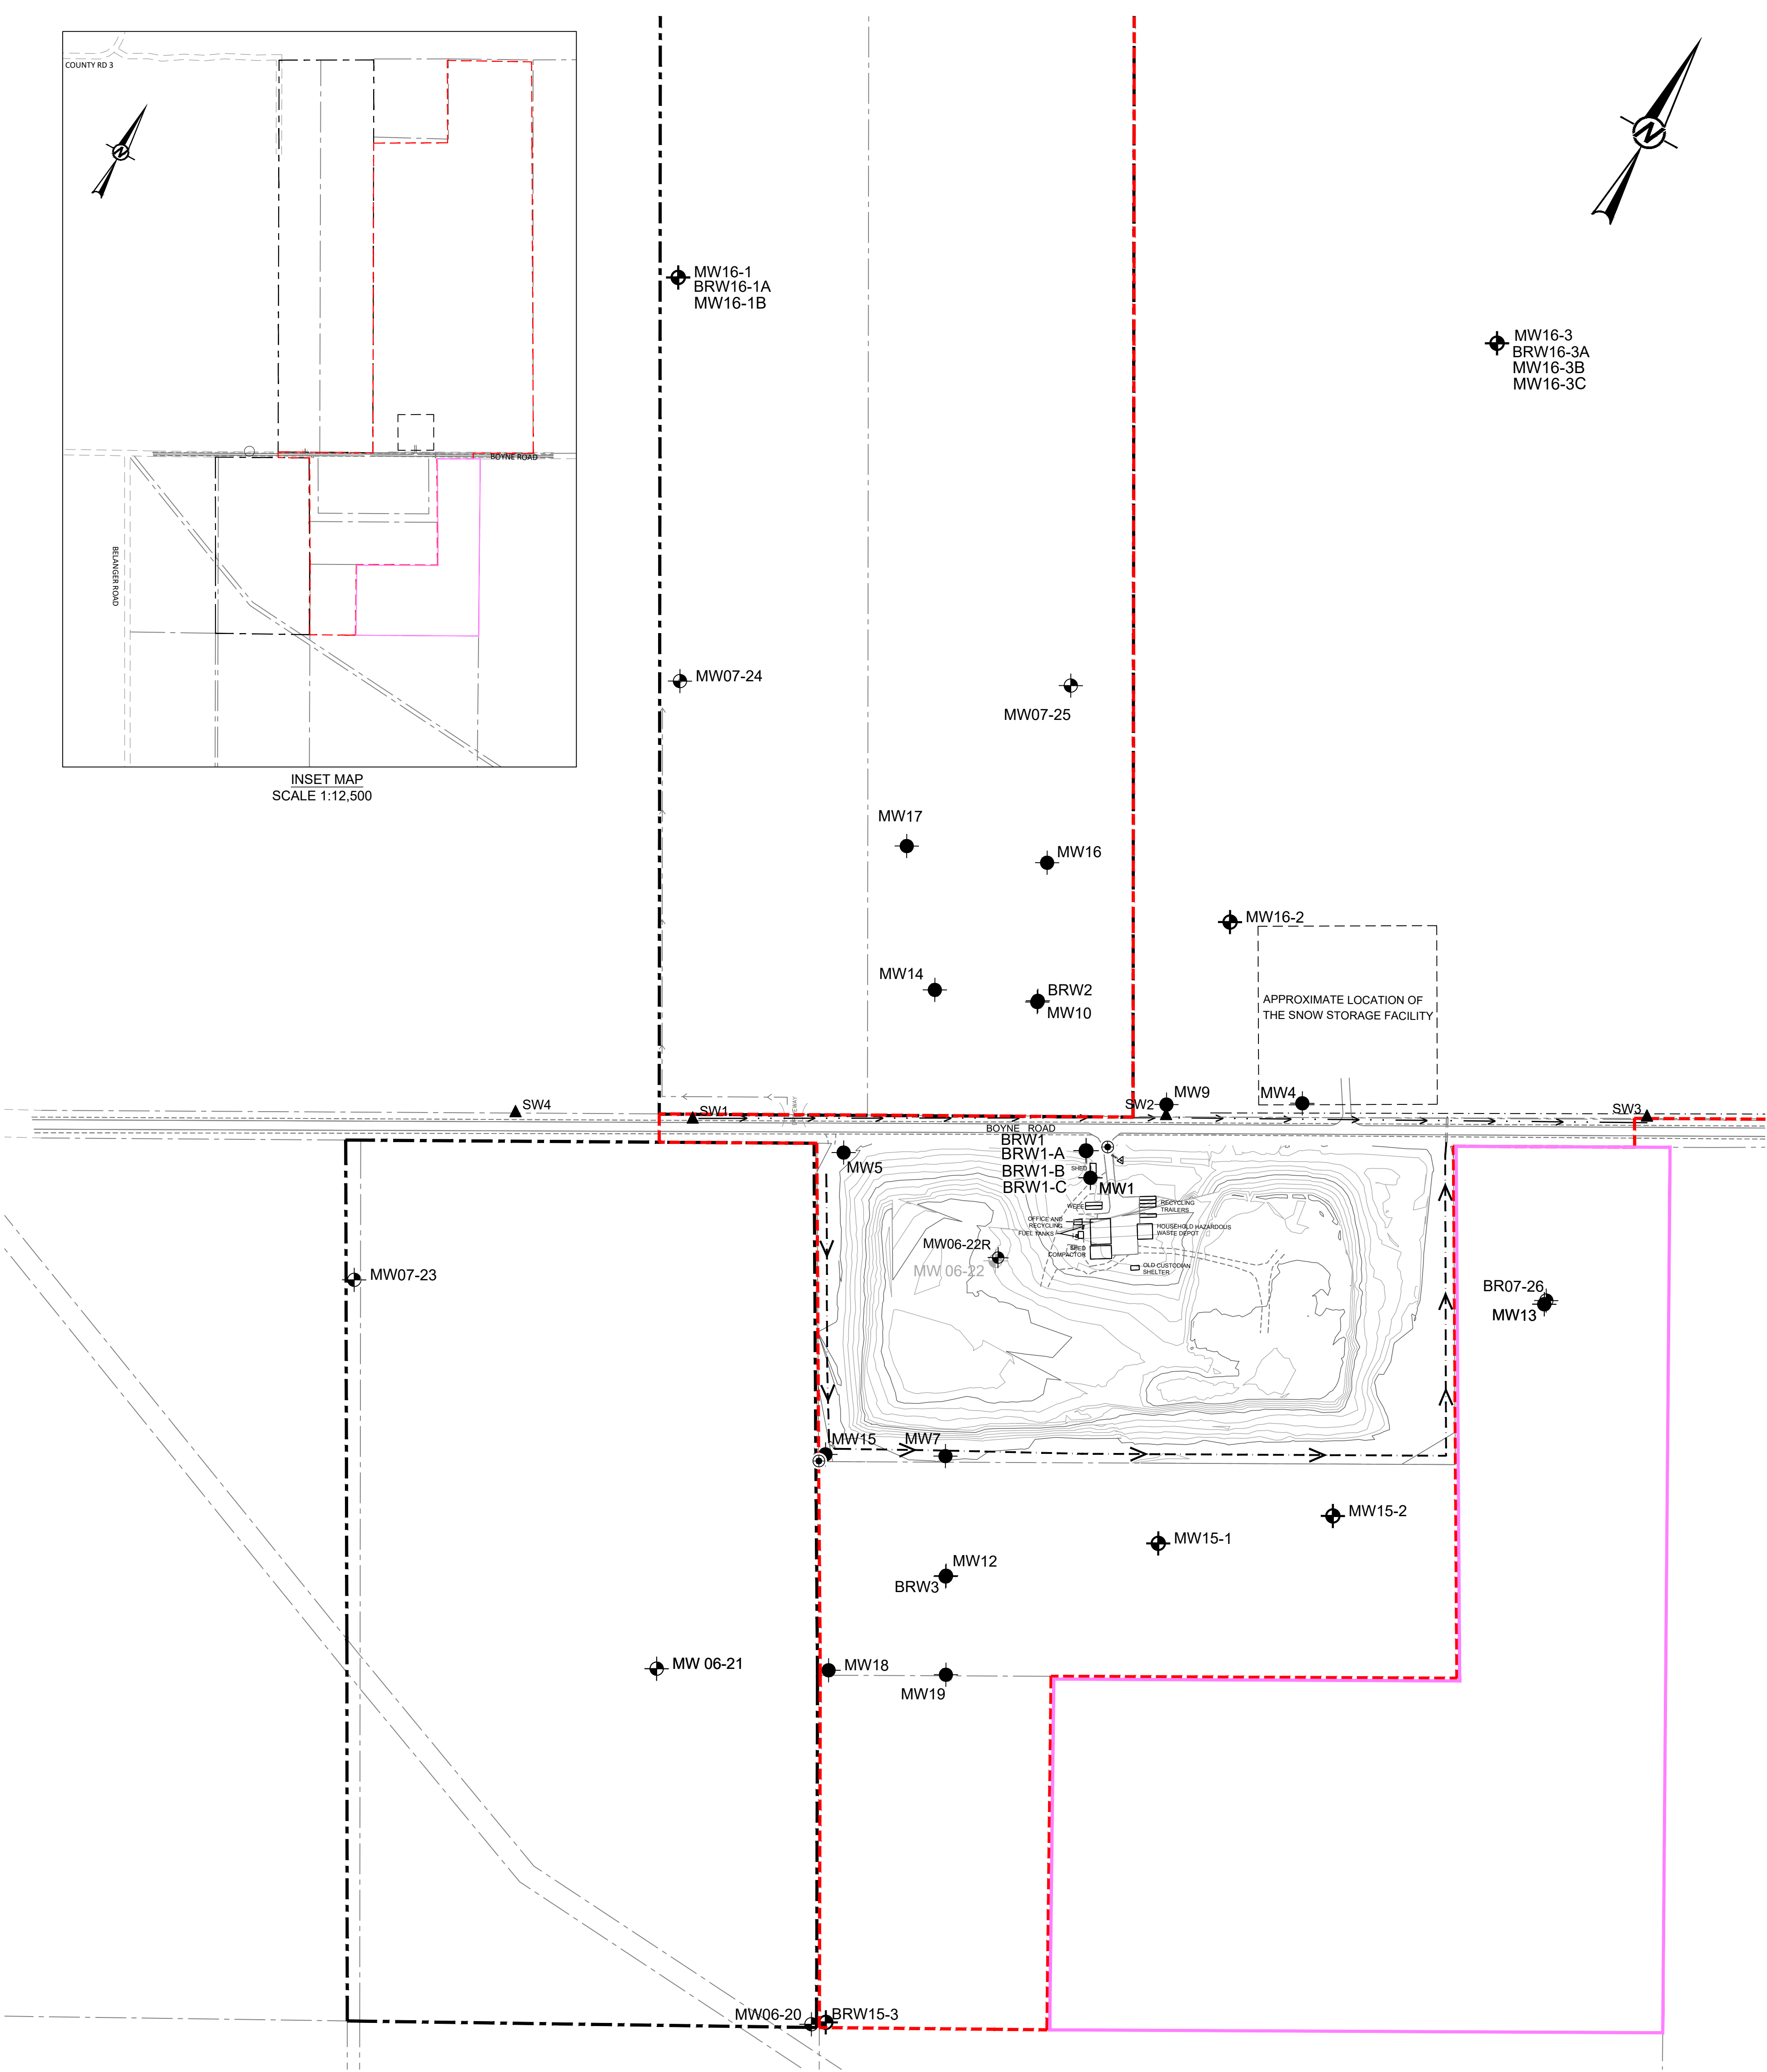 COUNTY RD 3
N
N
BOYNE ROAD
BELANGER ROAD
INSET MAP
SCALE 1:12,500
MW16-1
BRW16-1A
MW16-1B
MW16-3
BRW16-3A
MW16-3B
MW16-3C
MW07-24
MW07-25
MW17
MW16
MW16-2
MW14
BRW2
MW10
APPROXIMATE LOCATION OF
THE SNOW STORAGE FACILITY
SW4
SW1
SW2
MW9
MW4
SW3
BOYNE ROAD
BRW1
BRW1-A
BRW1-B
BRW1-C
MW5
SHED
MW1
WEEE
RECYCLING
TRAILERS
OFFICE AND
RECYCLING
FUEL TANKS
HOUSEHOLD HAZARDOUS
WASTE DEPOT
SHED
COMPACTOR
OLD CUSTODIAN
SHELTER
MW06-22R
MW 06-22
MW07-23
BR07-26
MW13
MW15
MW7
MW15-2
MW15-1
MW12
BRW3
MW 06-21
MW18
MW19
MW06-20
BRW15-3